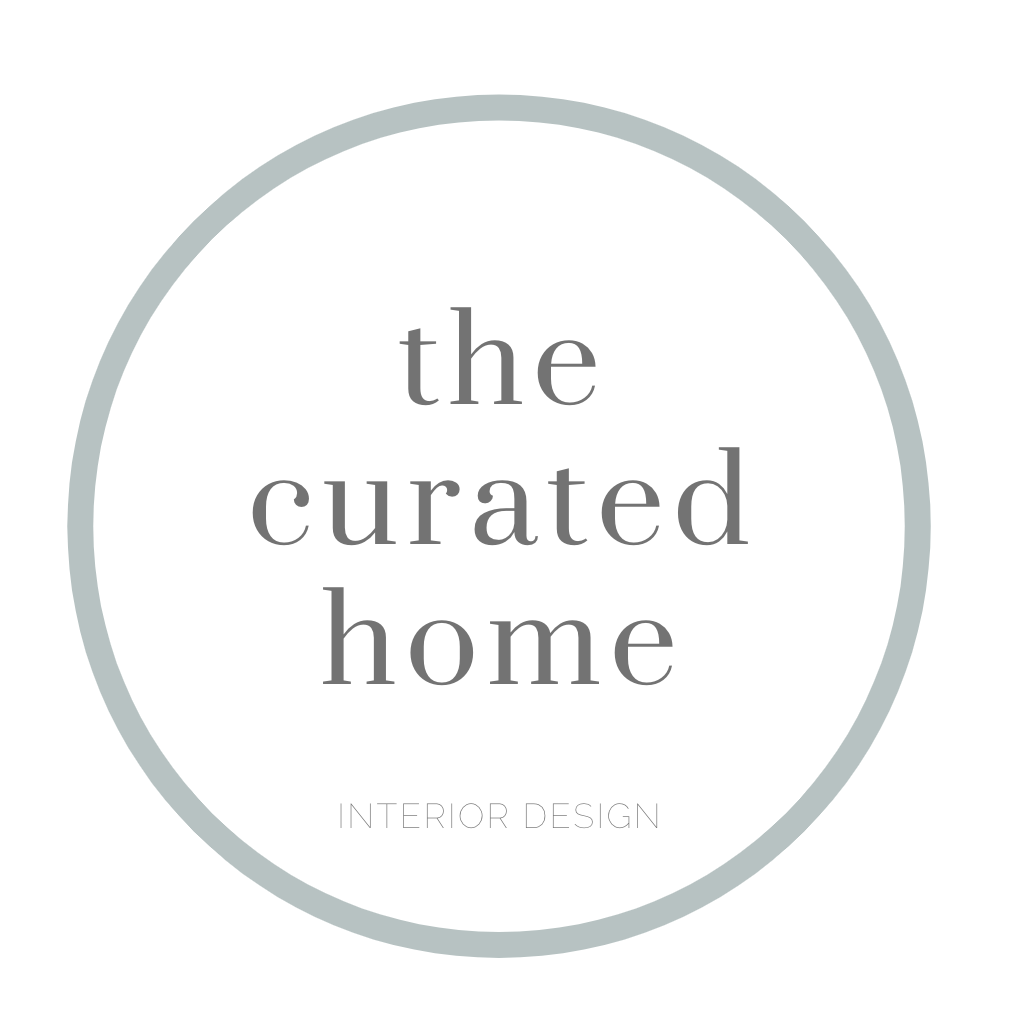 the
curated
home
INTERIOR DESIGN